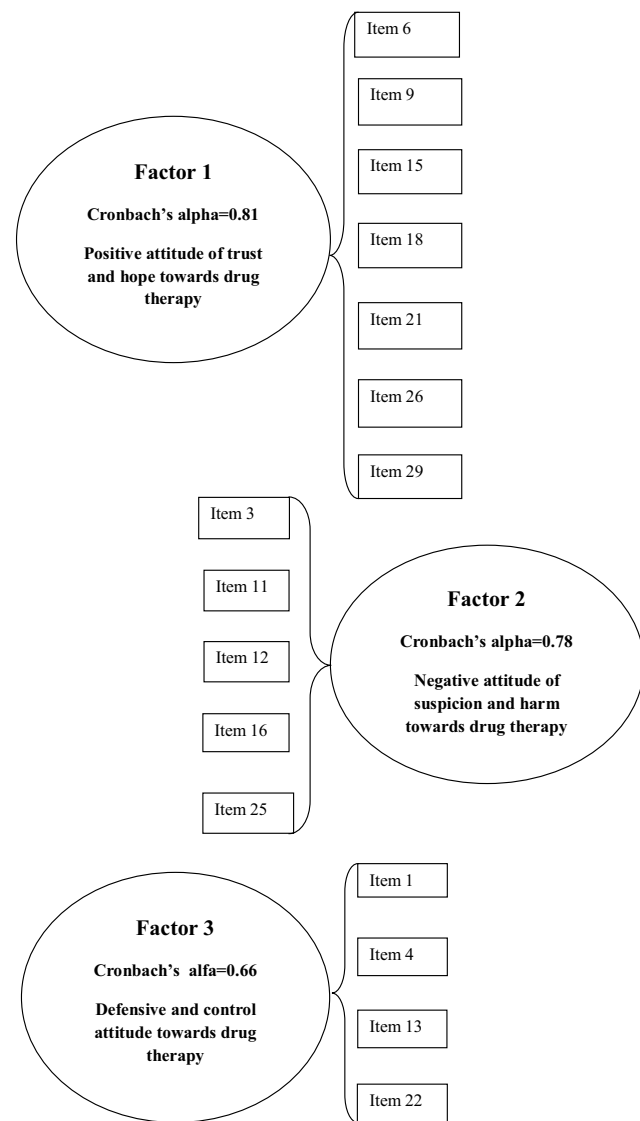 Item 6
Item 9
Item 15
Item 18
Item 21
Item 26
Item 29
Factor 1
Cronbach's alpha=0.81
Positive attitude of trust
and hope towards drug
therapy
Item 3
Item 11
Item 12
Item 16
Item 25
Factor 2
Cronbach's alpha=0.78
Negative attitude of
suspicion and harm
towards drug therapy
Factor 3
Cronbach's alfa=0.66
Defensive and control
attitude towards drug
therapy
Item 1
Item 4
Item 13
Item 22